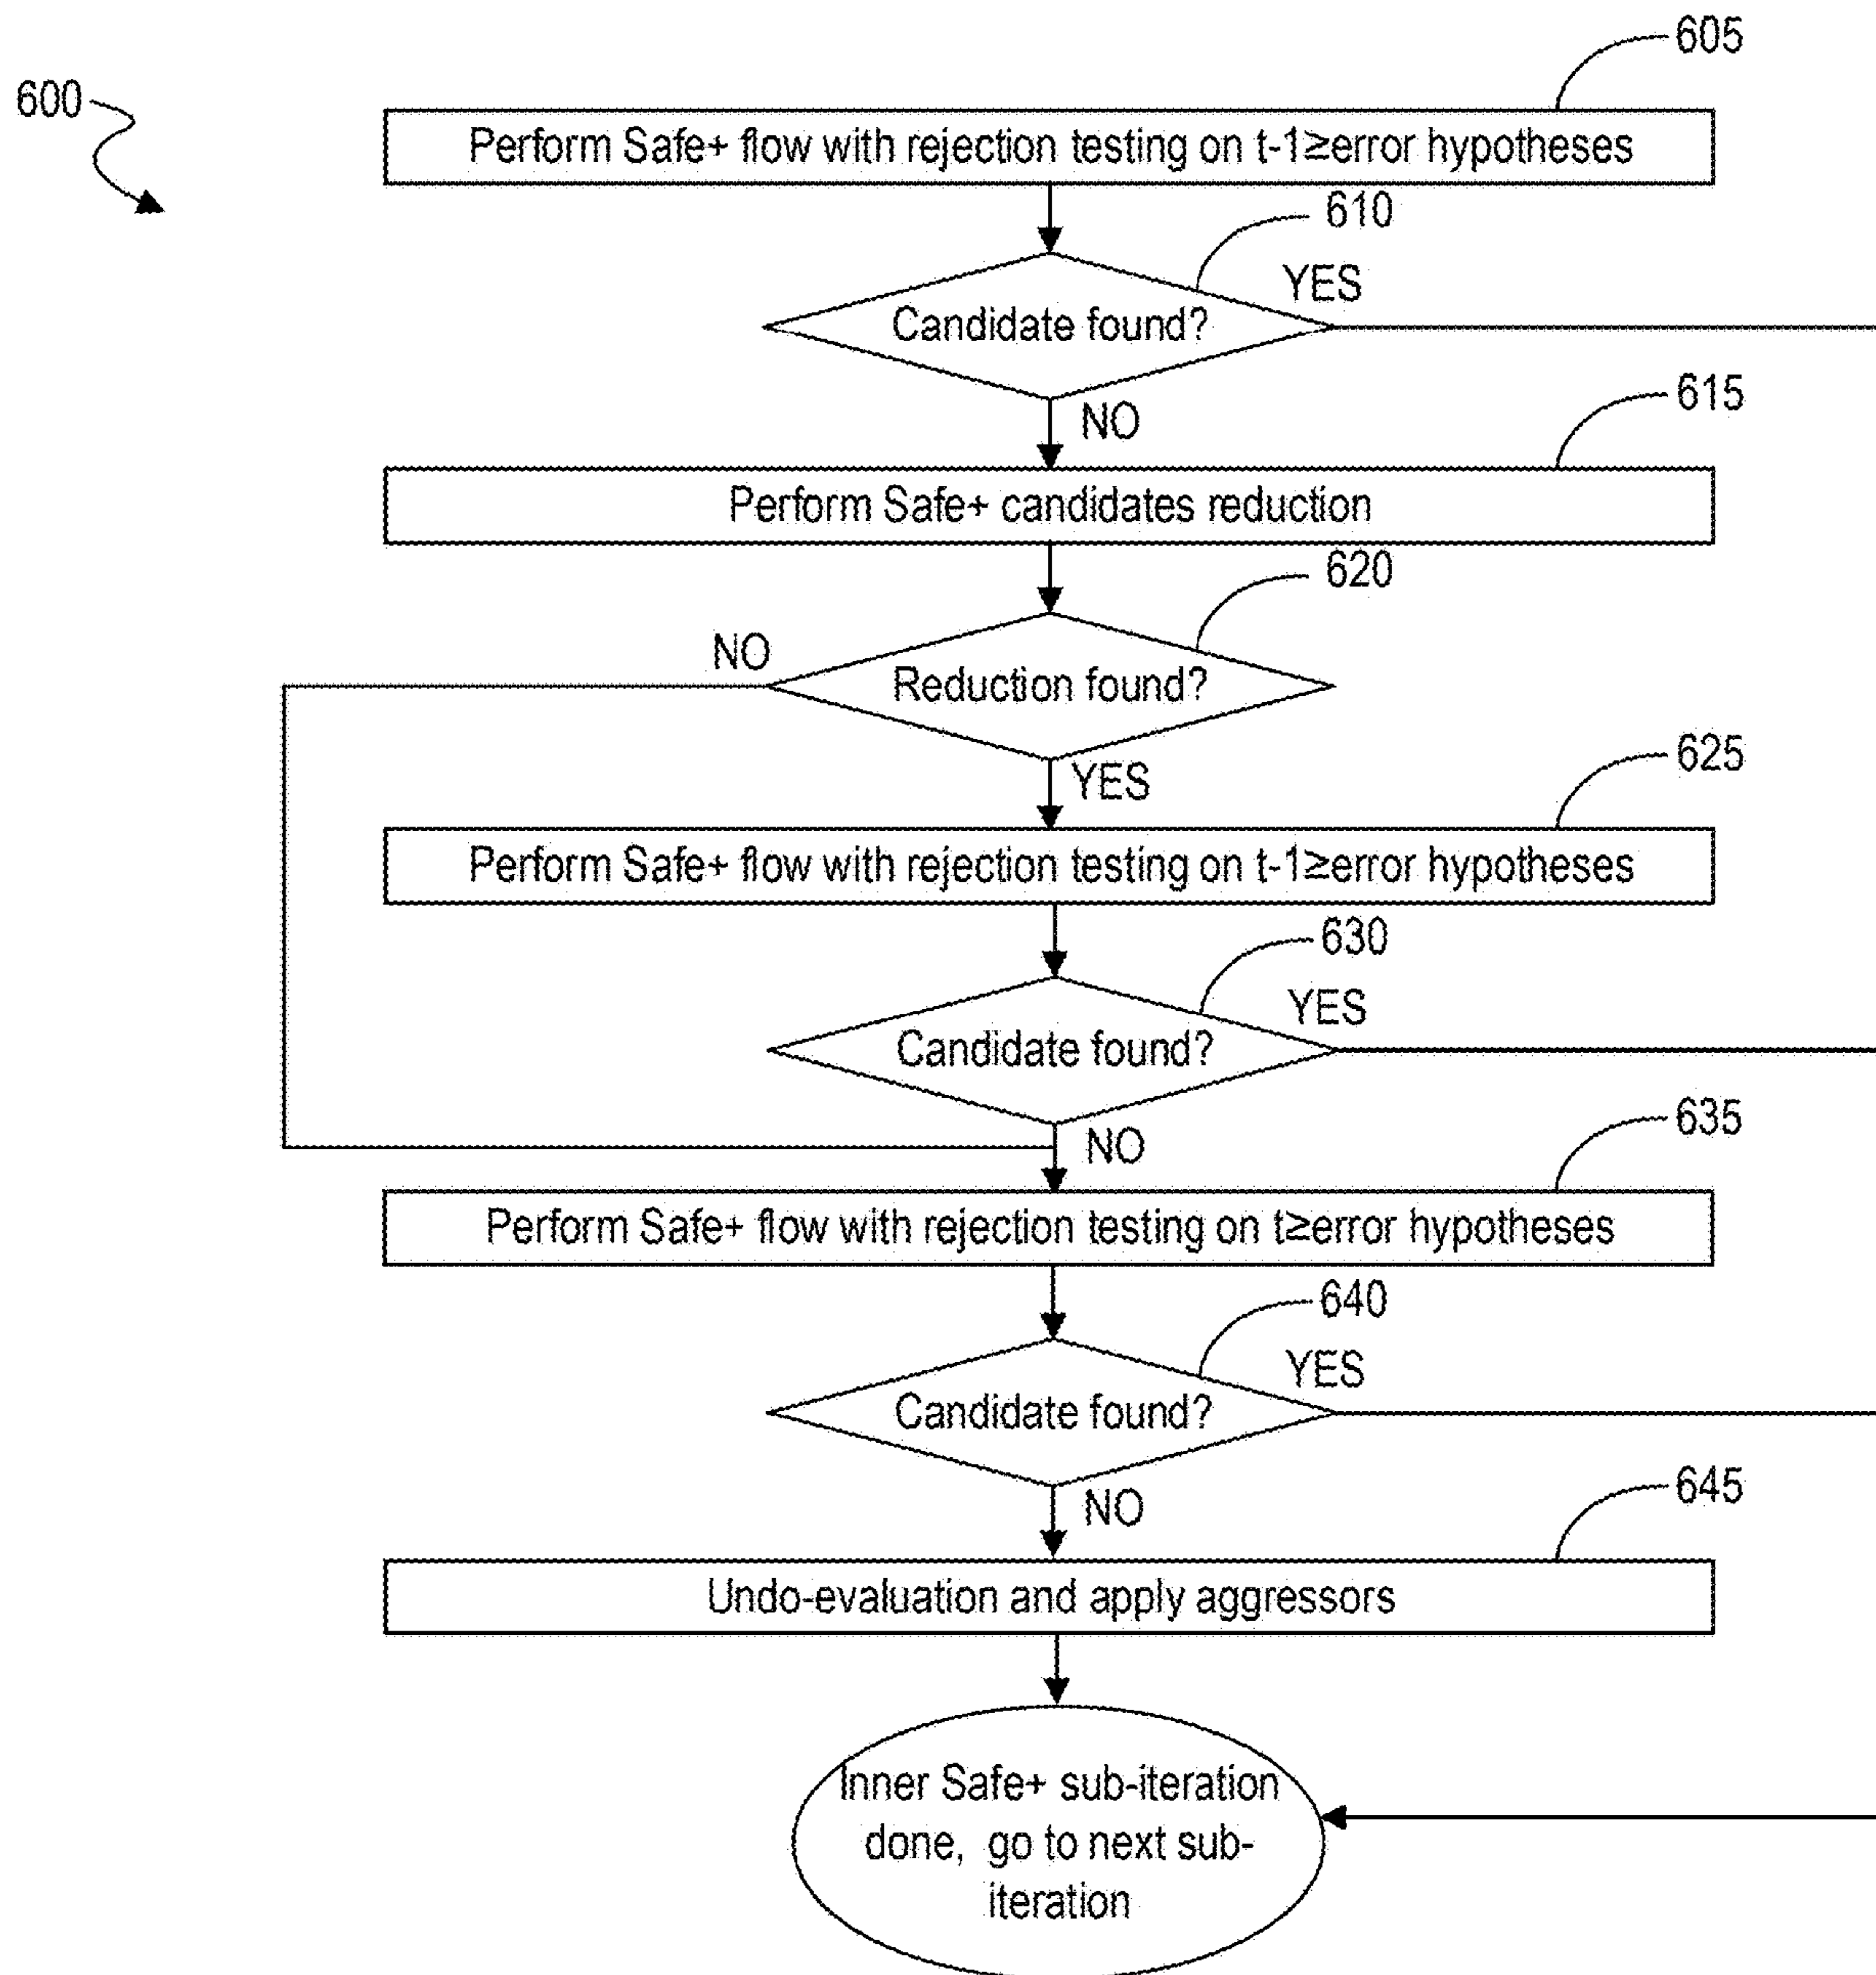 605
600
Perform Safe+ flow with rejection testing on t-1≥error hypotheses
610
YES
Candidate found?
NO
615
Perform Safe+ candidates reduction
620
NO
Reduction found?
YES
625
Perform Safe+ flow with rejection testing on t-1≥error hypotheses
630
YES
Candidate found?
NO
635
Perform Safe+ flow with rejection testing on t≥error hypotheses
640
YES
Candidate found?
NO
645
Undo-evaluation and apply aggressors
Inner Safe+ sub-iteration
done, go to next sub-
iteration